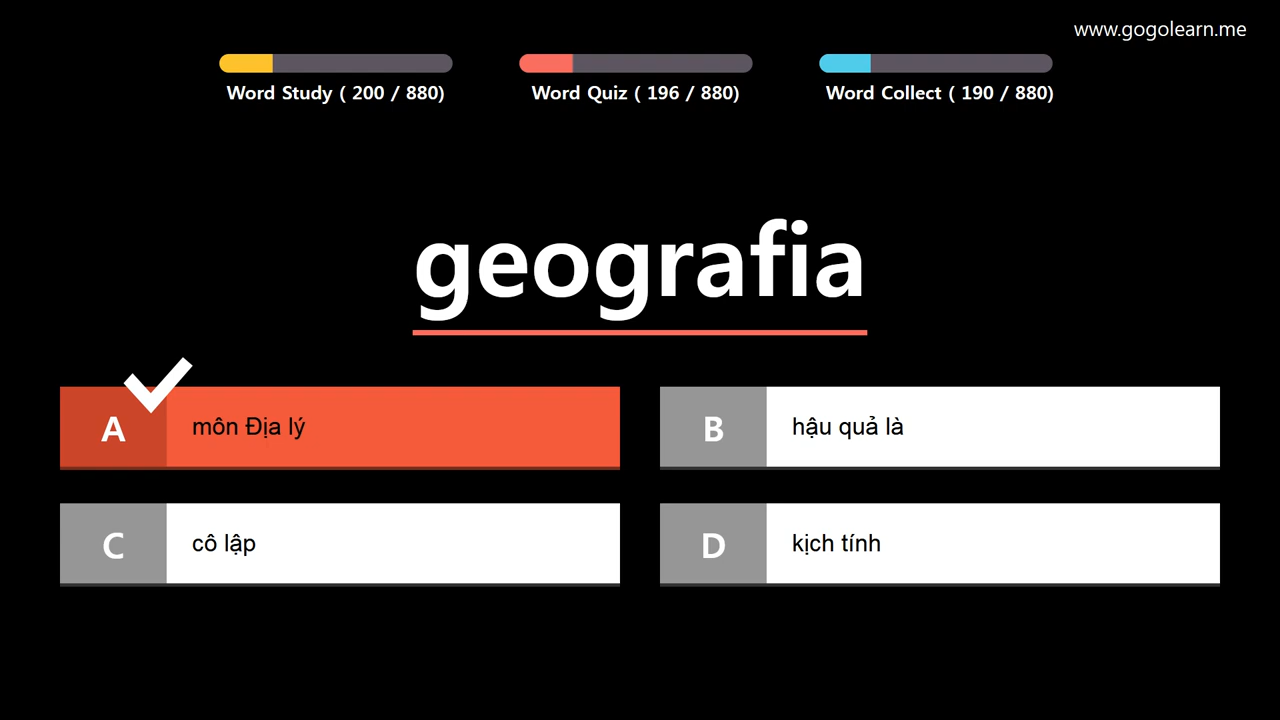 www.gogolearn.me
Word Study ( 200 / 880)
Word Quiz ( 196 / 880)
Word Collect ( 190 / 880)
geografia
A
môn Địa lý
B
hậu quả là
C
cô lập
D
kịch tính